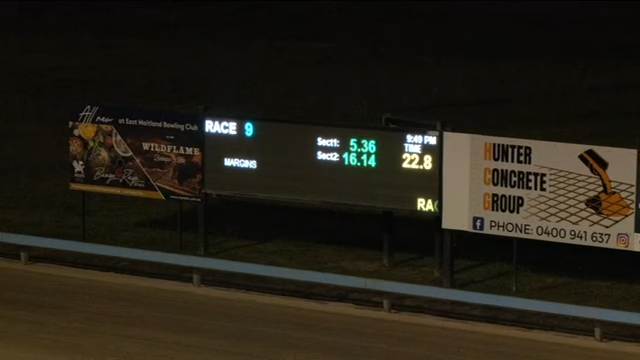 All new at East Maitland Bowling Club
WILDFLAME
RACE 9
MARGINS
Sect1: 5.36
Sect2: 16.14
9:49 PM
TIME
22.8
RAC
HUNTER
CONCRETE
GROUP
PHONE: 0400 941 637